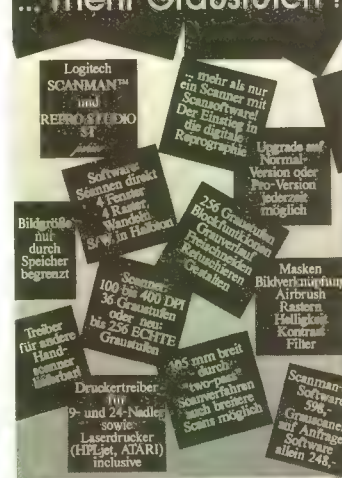 ... mehr Graustufen !
Logitech
SCANMAN™
und
REPRO STUDIO
ST
junior
... mehr als nur
ein Scanner mit
Scansoftware!
Der Einstieg in
die digitale
Reprographie
Upgrade auf
Normal-
Version oder
Pro-Version
jederzeit
möglich
Software:
Scannen direkt
4 Fenster
4 Raster,
Wandeln
S/W in Halbton
256 Graustufen
Blockfunktionen
Grauverlauf
Freischneiden
Retuschieren
Gestalten
Bildgröße
nur
durch
Speicher
begrenzt
Scanner:
100 bis 400 DPI
36 Graustufen
oder neu:
bis 256 ECHTE
Graustufen
Masken
Bildverknüpfung
Airbrush
Rastern
Helligkeit
Kontrast
Filter
Treiber
für andere
Hand-
scanner
lieferbar!
Druckertreiber
für
9- und 24-Nadler
sowie
Laserdrucker
(HPLjet, ATARI)
inclusive
105 mm breit
durch
"two-pass"
Scanverfahren
auch breitere
Scans möglich
Scanman-
Software
598,-
Grauscanner
auf Anfrage
Software
allein 248,-